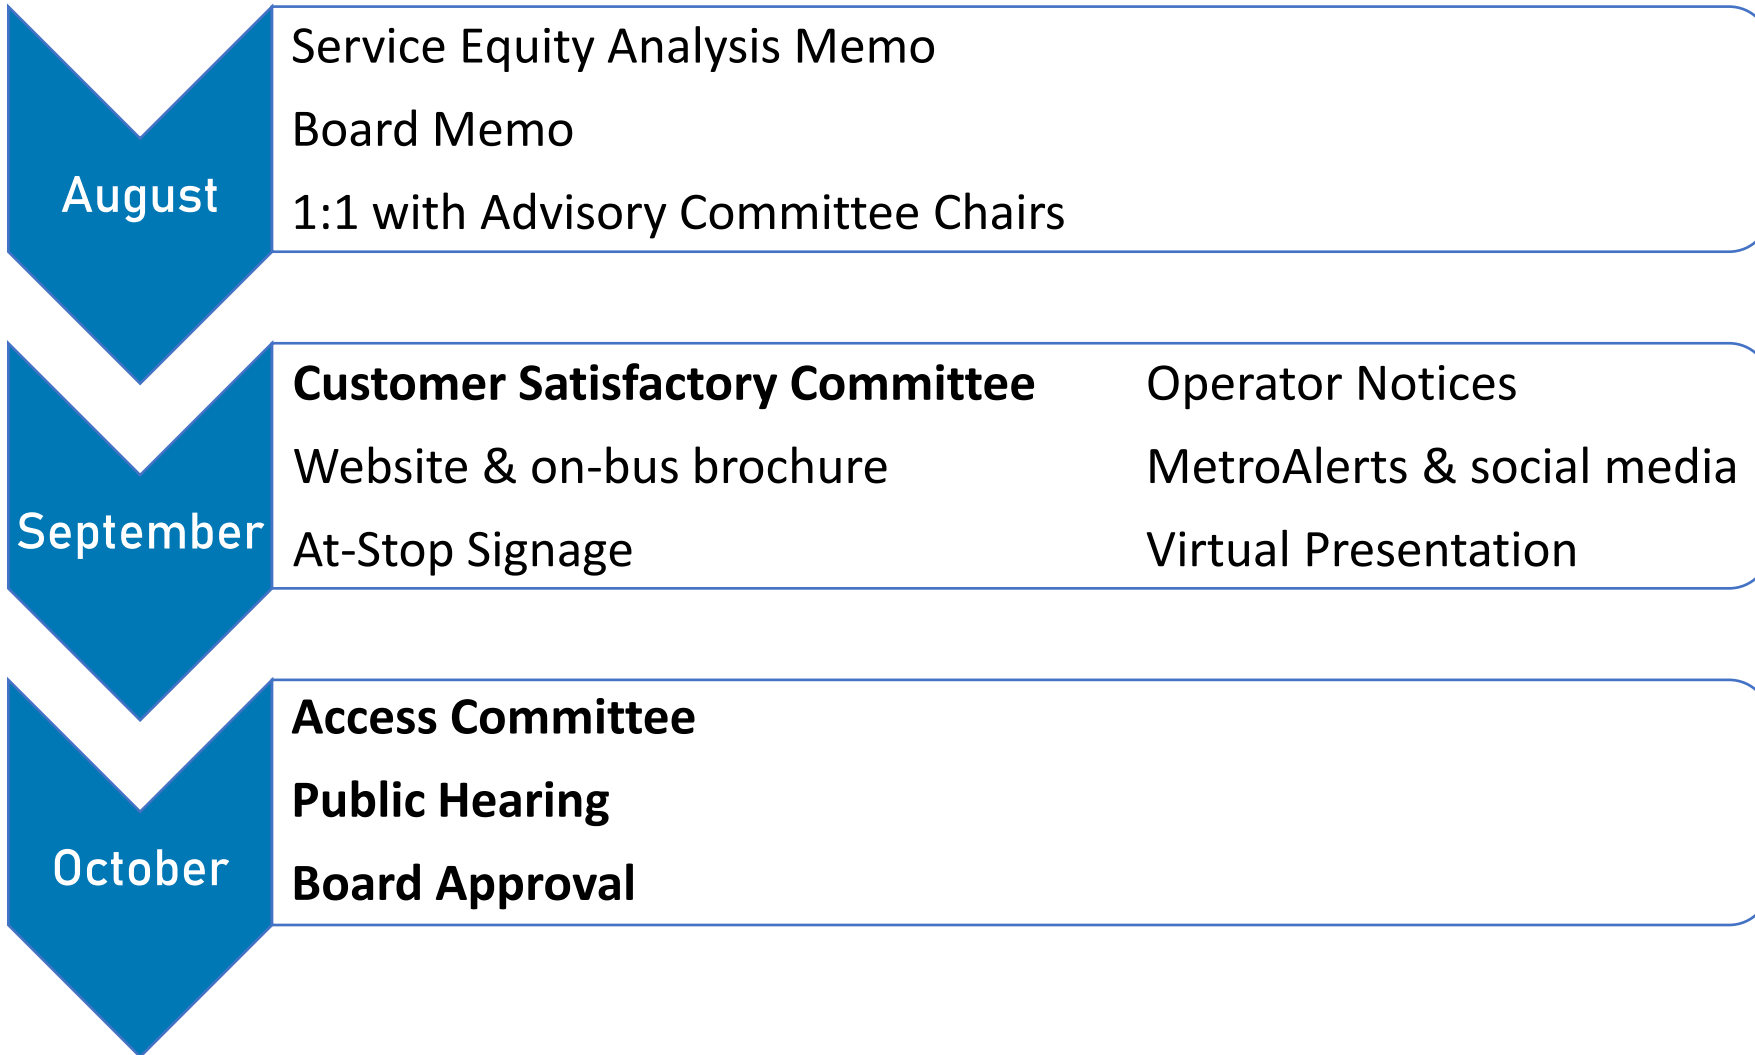 August
Service Equity Analysis Memo
Board Memo
1:1 with Advisory Committee Chairs
September
Customer Satisfactory Committee
Website & on-bus brochure
At-Stop Signage
Operator Notices
MetroAlerts & social media
Virtual Presentation
October
Access Committee
Public Hearing
Board Approval